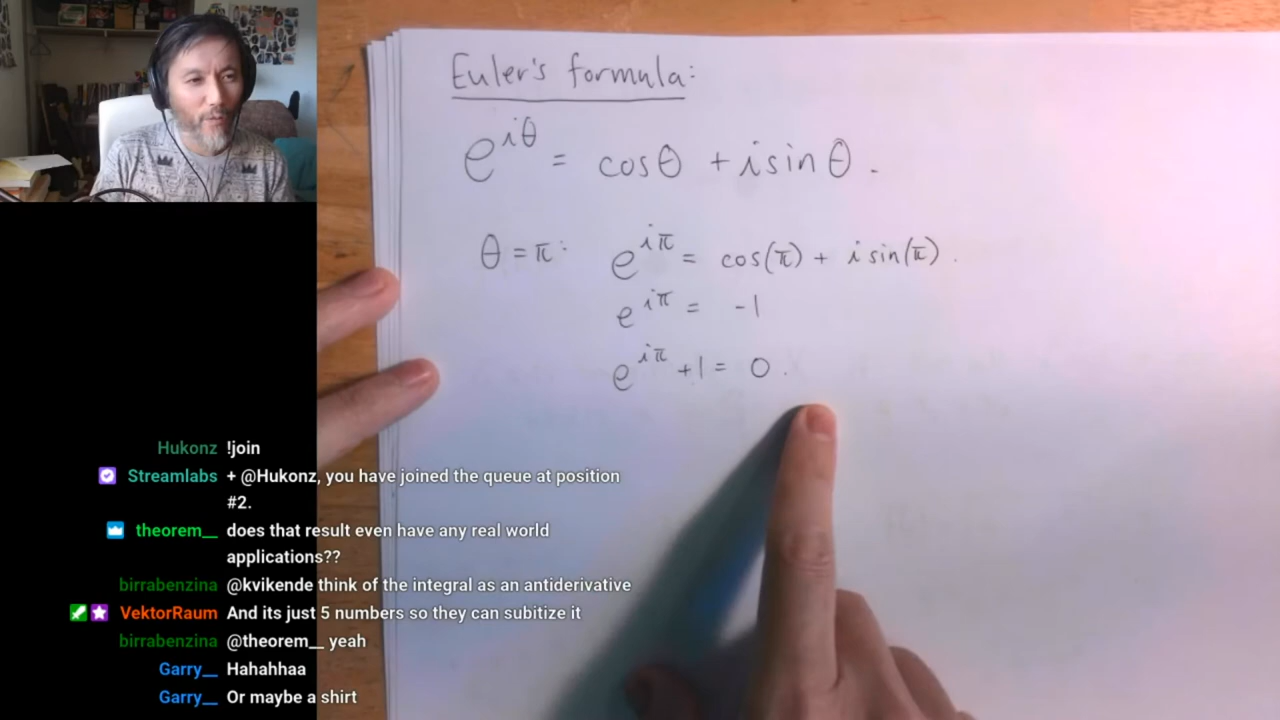 Euler's formula:
e^{iθ} = cosθ + i sin θ.
θ = π: e^{iπ} = cos(π) + i sin(π).
e^{iπ} = -1
e^{iπ} +1 = 0.
Hukonz !join
Streamlabs + @Hukonz, you have joined the queue at position
#2.
theorem__ does that result even have any real world
applications??
birrabenzina @kvikende think of the integral as an antiderivative
VektorRaum And its just 5 numbers so they can subitize it
birrabenzina @theorem__ yeah
Garry__ Hahahhaa
Garry__ Or maybe a shirt